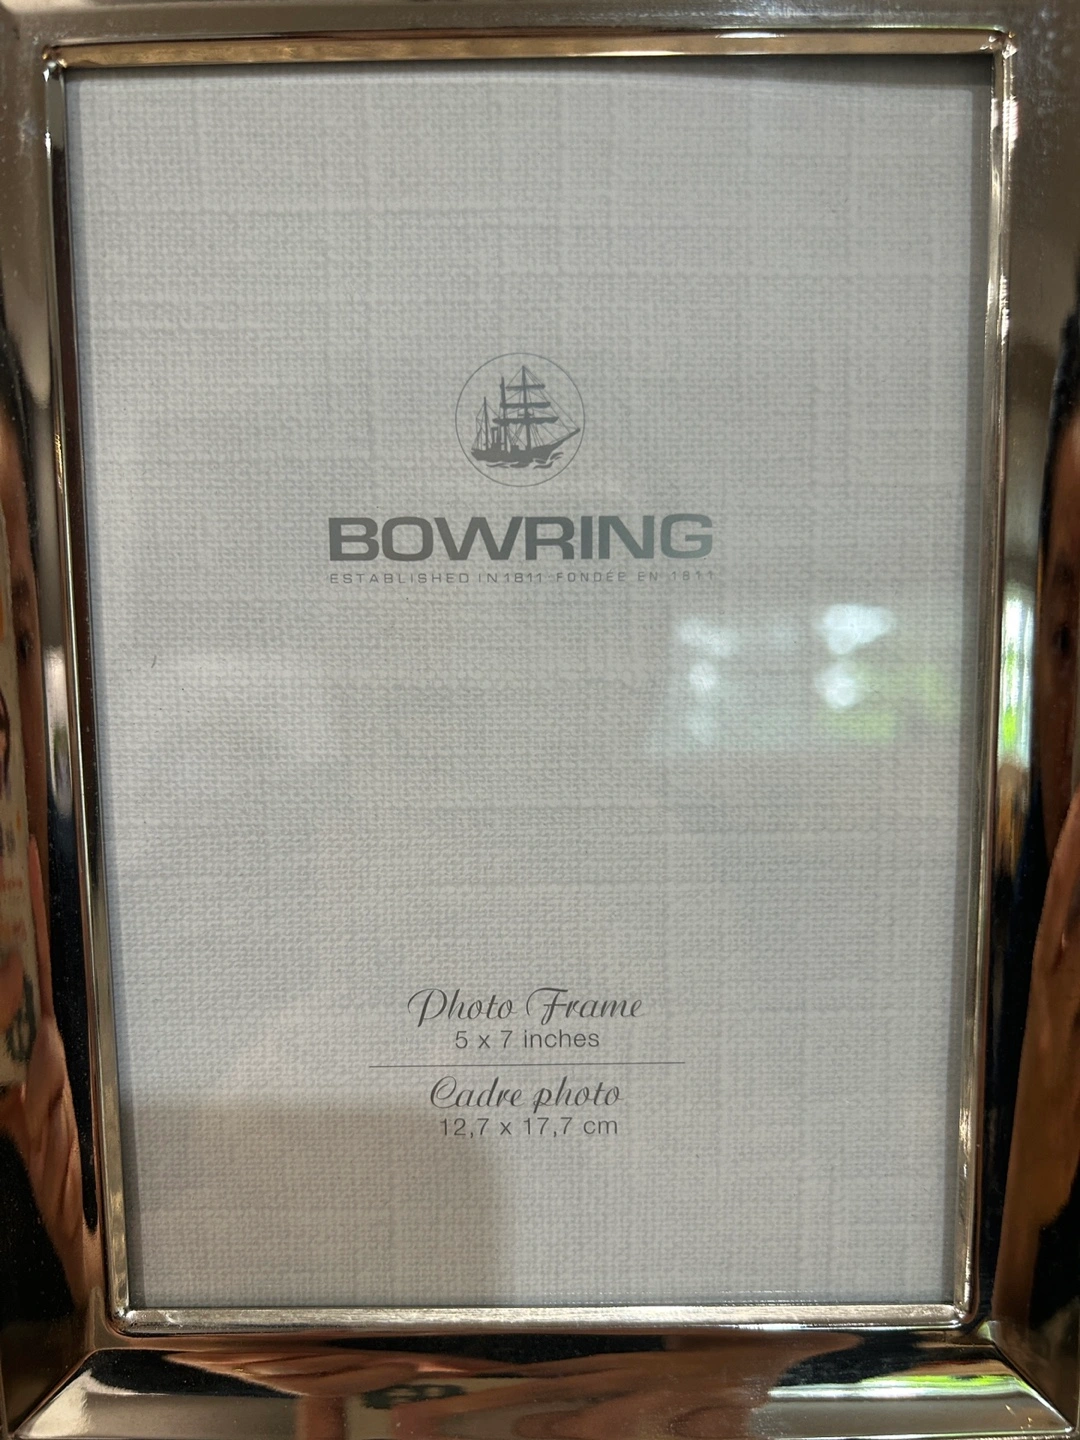 BOWRING
ESTABLISHED IN 1811 · FONDÉE EN 1811
Photo Frame
5 x 7 inches
Cadre photo
12,7 x 17,7 cm